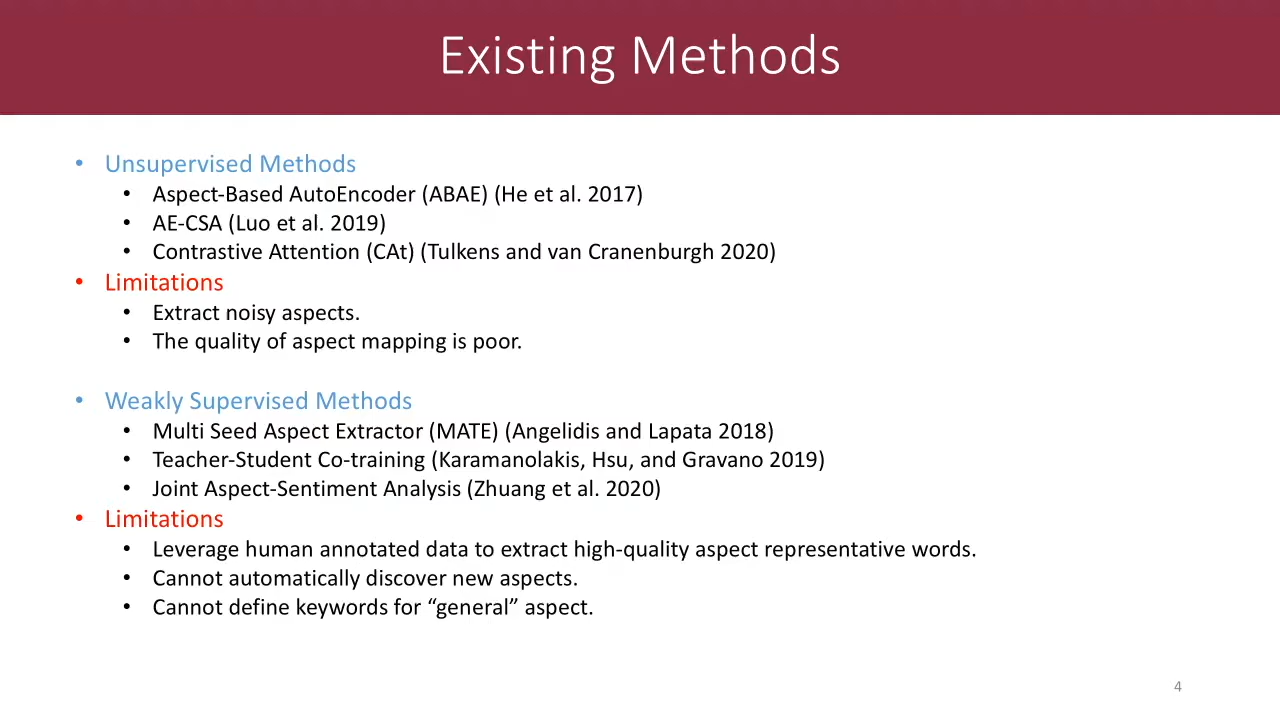 Existing Methods
• Unsupervised Methods
• Aspect-Based AutoEncoder (ABAE) (He et al. 2017)
• AE-CSA (Luo et al. 2019)
• Contrastive Attention (CAt) (Tulkens and van Cranenburgh 2020)
• Limitations
• Extract noisy aspects.
• The quality of aspect mapping is poor.
• Weakly Supervised Methods
• Multi Seed Aspect Extractor (MATE) (Angelidis and Lapata 2018)
• Teacher-Student Co-training (Karamanolakis, Hsu, and Gravano 2019)
• Joint Aspect-Sentiment Analysis (Zhuang et al. 2020)
• Limitations
• Leverage human annotated data to extract high-quality aspect representative words.
• Cannot automatically discover new aspects.
• Cannot define keywords for “general” aspect.
4